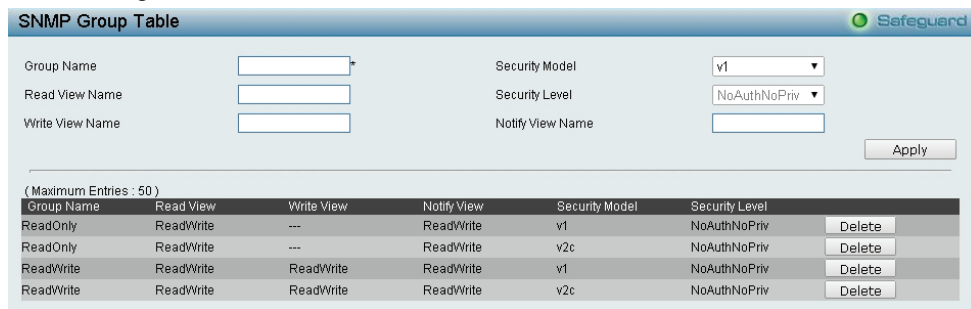 SNMP Group Table Safeguard
Group Name * Security Model v1
Read View Name Security Level NoAuthNoPriv
Write View Name Notify View Name
Apply
( Maximum Entries : 50 )
Group Name Read View Write View Notify View Security Model Security Level
ReadOnly ReadWrite --- ReadWrite v1 NoAuthNoPriv Delete
ReadOnly ReadWrite --- ReadWrite v2c NoAuthNoPriv Delete
ReadWrite ReadWrite ReadWrite ReadWrite v1 NoAuthNoPriv Delete
ReadWrite ReadWrite ReadWrite ReadWrite v2c NoAuthNoPriv Delete